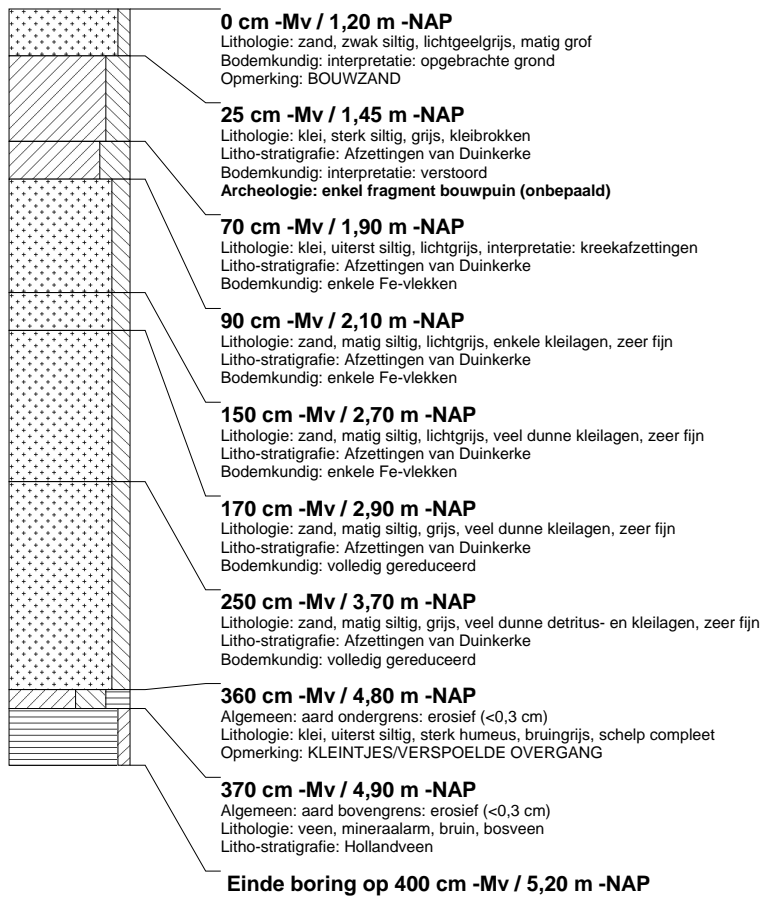 0 cm -Mv / 1,20 m -NAP
Lithologie: zand, zwak siltig, lichtgeelgrijs, matig grof
Bodemkundig: interpretatie: opgebrachte grond
Opmerking: BOUWZAND
25 cm -Mv / 1,45 m -NAP
Lithologie: klei, sterk siltig, grijs, kleibrokken
Litho-stratigrafie: Afzettingen van Duinkerke
Bodemkundig: interpretatie: verstoord
Archeologie: enkel fragment bouwpuin (onbepaald)
70 cm -Mv / 1,90 m -NAP
Lithologie: klei, uiterst siltig, lichtgrijs, interpretatie: kreekafzettingen
Litho-stratigrafie: Afzettingen van Duinkerke
Bodemkundig: enkele Fe-vlekken
90 cm -Mv / 2,10 m -NAP
Lithologie: zand, matig siltig, lichtgrijs, enkele kleilagen, zeer fijn
Litho-stratigrafie: Afzettingen van Duinkerke
Bodemkundig: enkele Fe-vlekken
150 cm -Mv / 2,70 m -NAP
Lithologie: zand, matig siltig, lichtgrijs, veel dunne kleilagen, zeer fijn
Litho-stratigrafie: Afzettingen van Duinkerke
Bodemkundig: enkele Fe-vlekken
170 cm -Mv / 2,90 m -NAP
Lithologie: zand, matig siltig, grijs, veel dunne kleilagen, zeer fijn
Litho-stratigrafie: Afzettingen van Duinkerke
Bodemkundig: volledig gereduceerd
250 cm -Mv / 3,70 m -NAP
Lithologie: zand, matig siltig, grijs, veel dunne detritus- en kleilagen, zeer fijn
Litho-stratigrafie: Afzettingen van Duinkerke
Bodemkundig: volledig gereduceerd
360 cm -Mv / 4,80 m -NAP
Algemeen: aard ondergrens: erosief (<0,3 cm)
Lithologie: klei, uiterst siltig, sterk humeus, bruingrijs, schelp compleet
Opmerking: KLEINTJES/VERSPOELDE OVERGANG
370 cm -Mv / 4,90 m -NAP
Algemeen: aard bovengrens: erosief (<0,3 cm)
Lithologie: veen, mineraalarm, bruin, bosveen
Litho-stratigrafie: Hollandveen
Einde boring op 400 cm -Mv / 5,20 m -NAP